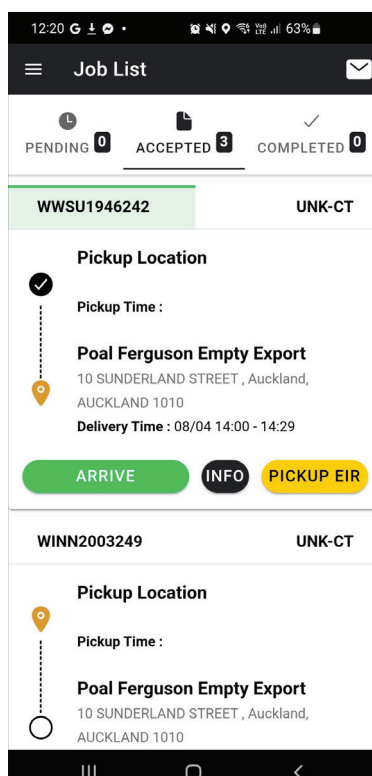 12:20 G
VoD LTE 63%
Job List
PENDING 0 ACCEPTED 3 COMPLETED 0
WWSU1946242 UNK-CT
Pickup Location
Pickup Time :
Poal Ferguson Empty Export
10 SUNDERLAND STREET , Auckland,
AUCKLAND 1010
Delivery Time : 08/04 14:00 - 14:29
ARRIVE INFO PICKUP EIR
WINN2003249 UNK-CT
Pickup Location
Pickup Time :
Poal Ferguson Empty Export
10 SUNDERLAND STREET , Auckland,
AUCKLAND 1010